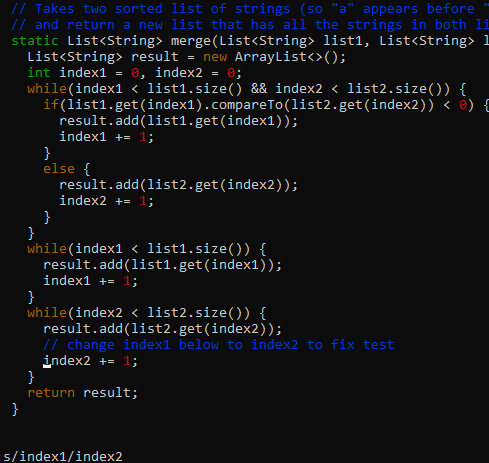 // Takes two sorted list of strings (so "a" appears before "
// and return a new list that has all the strings in both li
static List<String> merge(List<String> list1, List<String> l
List<String> result = new ArrayList<>();
int index1 = 0, index2 = 0;
while(index1 < list1.size() && index2 < list2.size()) {
if(list1.get(index1).compareTo(list2.get(index2)) < 0) {
result.add(list1.get(index1));
index1 += 1;
}
else {
result.add(list2.get(index2));
index2 += 1;
}
}
while(index1 < list1.size()) {
result.add(list1.get(index1));
index1 += 1;
}
while(index2 < list2.size()) {
result.add(list2.get(index2));
// change index1 below to index2 to fix test
index2 += 1;
}
return result;
}
s/index1/index2